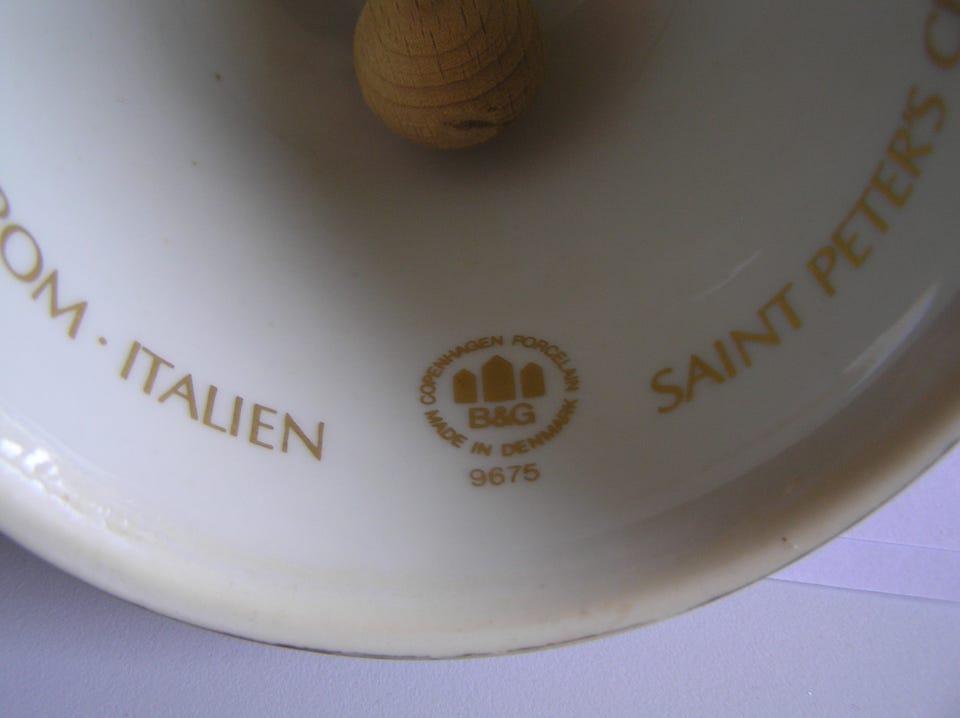 ROM · ITALIEN
COPENHAGEN PORCELAIN
B&G
MADE IN DENMARK
9675
SAINT PETER'S